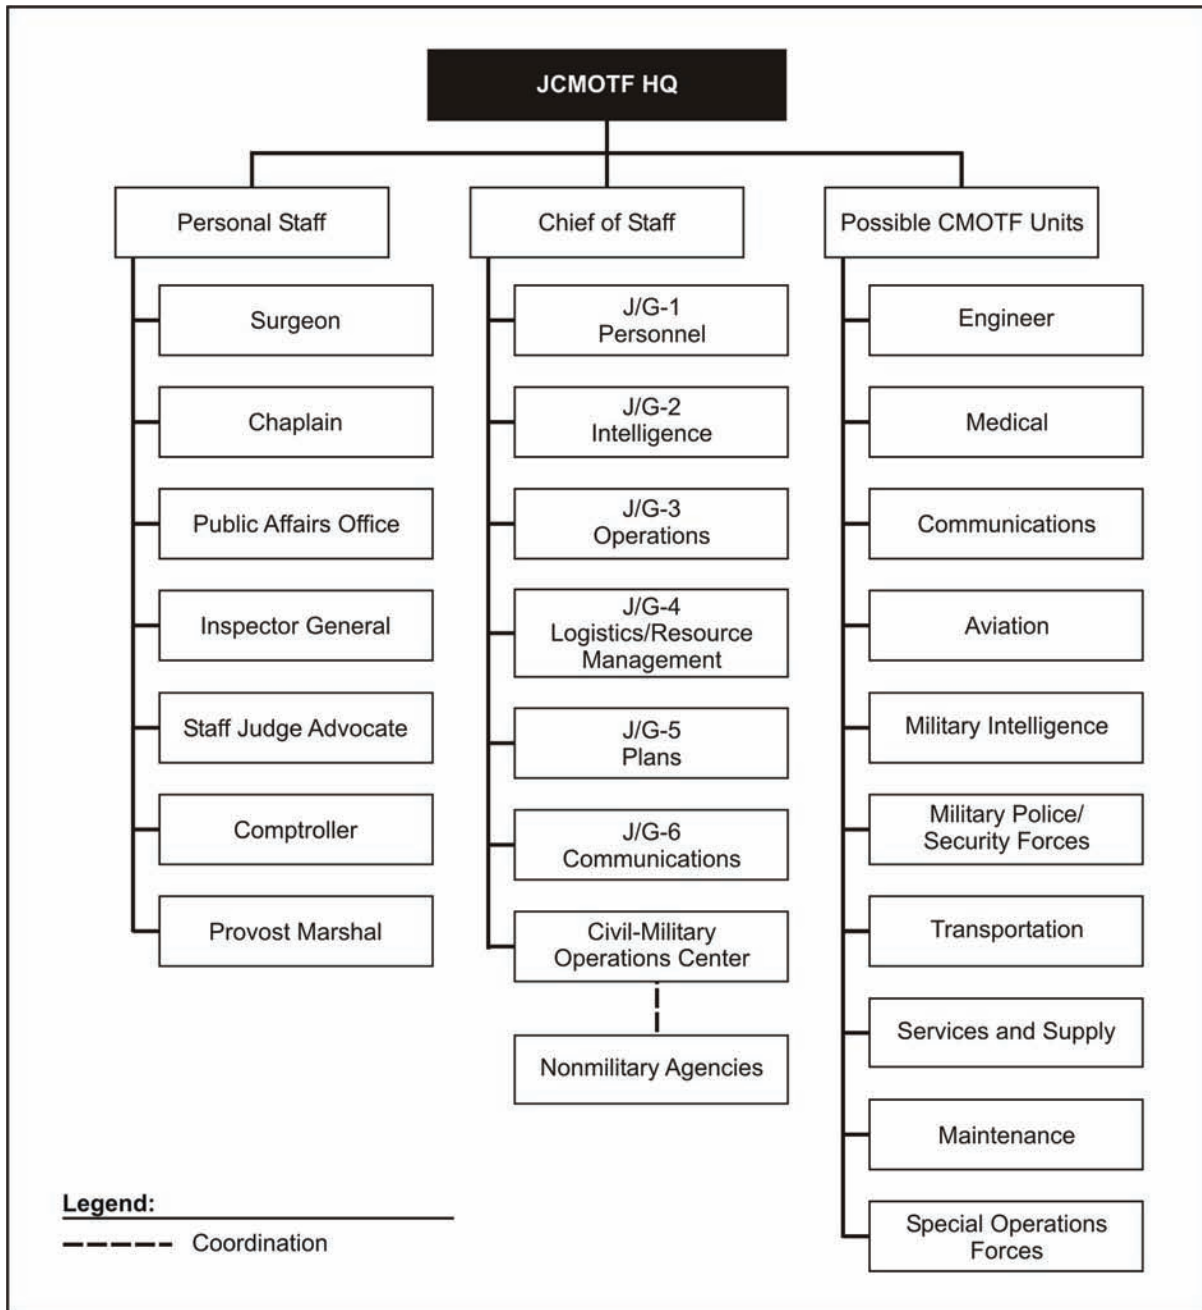 JCMOTF HQ
Personal Staff
Surgeon
Chaplain
Public Affairs Office
Inspector General
Staff Judge Advocate
Comptroller
Provost Marshal
Chief of Staff
J/G-1
Personnel
J/G-2
Intelligence
J/G-3
Operations
J/G-4
Logistics/Resource
Management
J/G-5
Plans
J/G-6
Communications
Civil-Military
Operations Center
Nonmilitary Agencies
Possible CMOTF Units
Engineer
Medical
Communications
Aviation
Military Intelligence
Military Police/
Security Forces
Transportation
Services and Supply
Maintenance
Special Operations
Forces
Legend:
Coordination